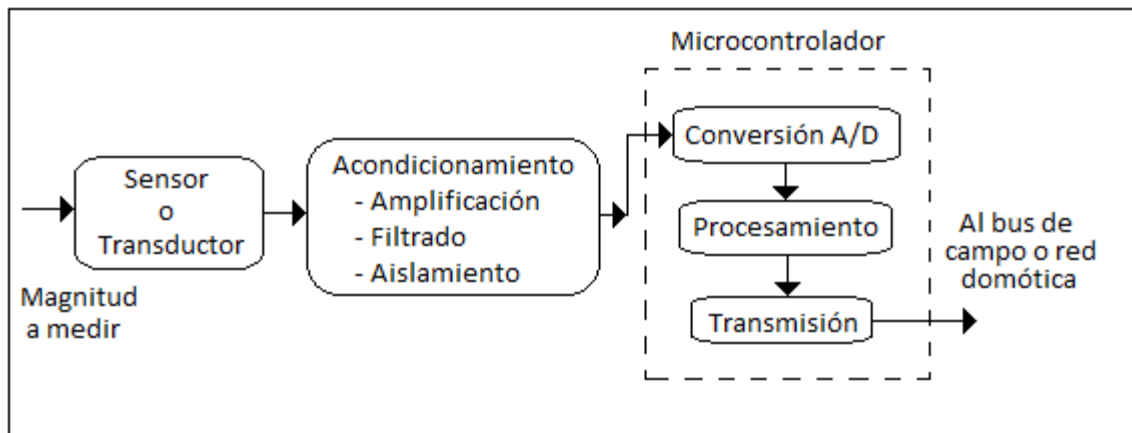 Microcontrolador
Sensor
o
Transductor
Magnitud
a medir
Acondicionamiento
- Amplificación
- Filtrado
- Aislamiento
Conversión A/D
Procesamiento
Transmisión
Al bus de
campo o red
domótica